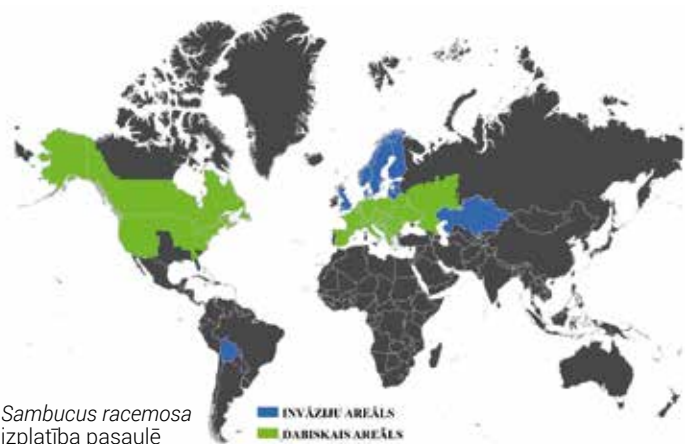 Sambucus racemosa
izplatība pasaulē
INVĀZIJU AREĀLS
DABISKAIS AREĀLS